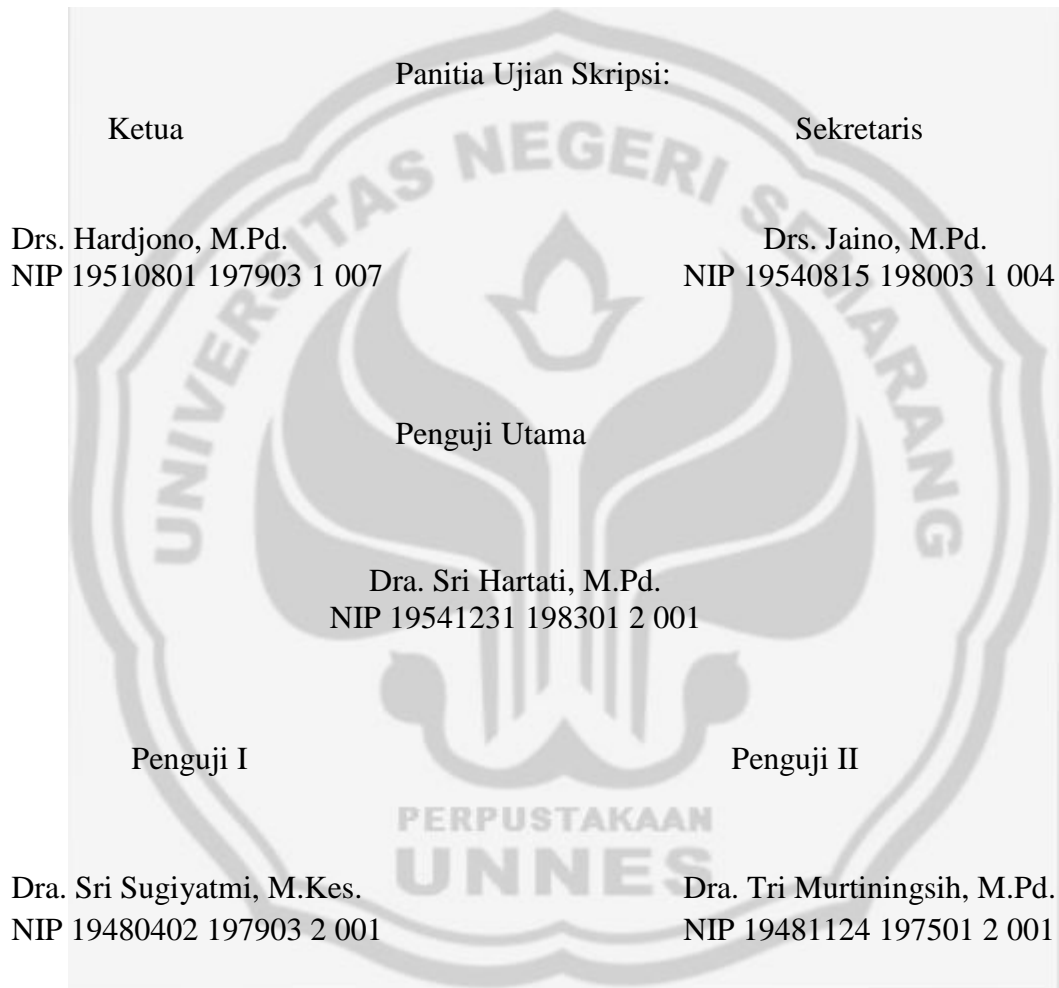 Panitia Ujian Skripsi:
Ketua Sekretaris
UNIVERSITAS NEGERI SEMARANG
Drs. Hardjono, M.Pd. Drs. Jaino, M.Pd.
NIP 19510801 197903 1 007 NIP 19540815 198003 1 004
Penguji Utama
Dra. Sri Hartati, M.Pd.
NIP 19541231 198301 2 001
Penguji I Penguji II
PERPUSTAKAAN
UNNES
Dra. Sri Sugiyatmi, M.Kes. Dra. Tri Murtiningsih, M.Pd.
NIP 19480402 197903 2 001 NIP 19481124 197501 2 001